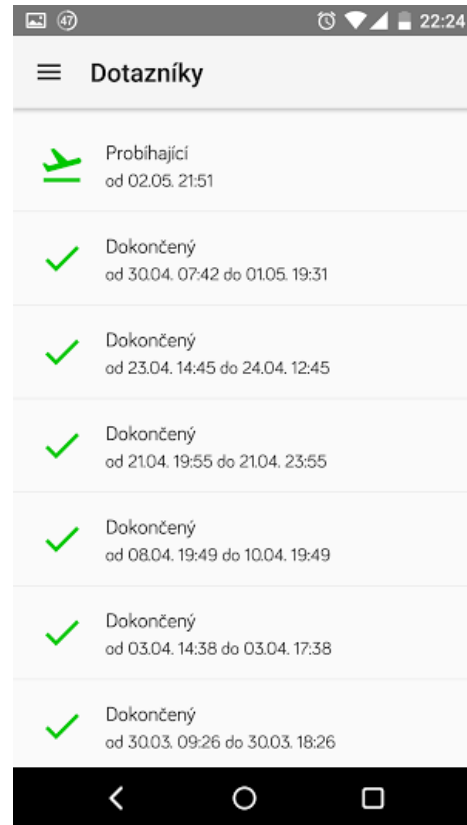 47 22:24
Dotazníky
Probíhající
od 02.05. 21:51
Dokončený
od 30.04. 07:42 do 01.05. 19:31
Dokončený
od 23.04. 14:45 do 24.04. 12:45
Dokončený
od 21.04. 19:55 do 21.04. 23:55
Dokončený
od 08.04. 19:49 do 10.04. 19:49
Dokončený
od 03.04. 14:38 do 03.04. 17:38
Dokončený
od 30.03. 09:26 do 30.03. 18:26